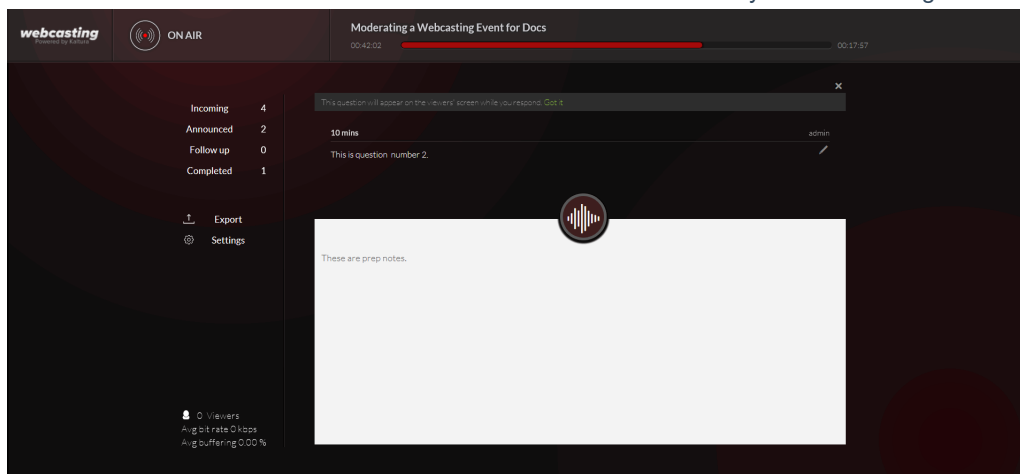 webcasting
Powered by Kaltura
ON AIR
Moderating a Webcasting Event for Docs
00:42:02
00:17:57
Incoming 4
Announced 2
Follow up 0
Completed 1
Export
Settings
This question will appear on the viewers' screen while you respond. Got it
10 mins admin
This is question number 2.
These are prep notes.
0 Viewers
Avg bit rate 0 kbps
Avg buffering 0.00 %